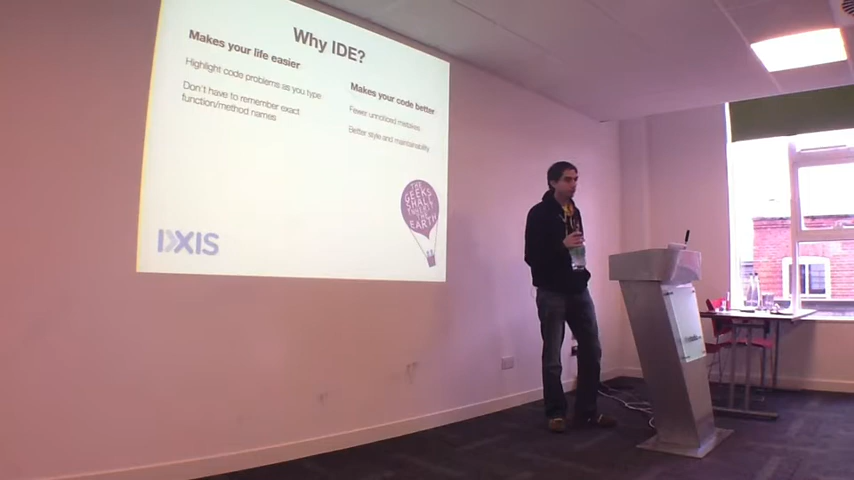 Why IDE?
Makes your life easier
Highlight code problems as you type
Don't have to remember exact
function/method names
Makes your code better
Fewer unnoticed mistakes
Better style and maintainability
IXIS
THE
GEEKS
SHALL
INHERIT
THE
EARTH